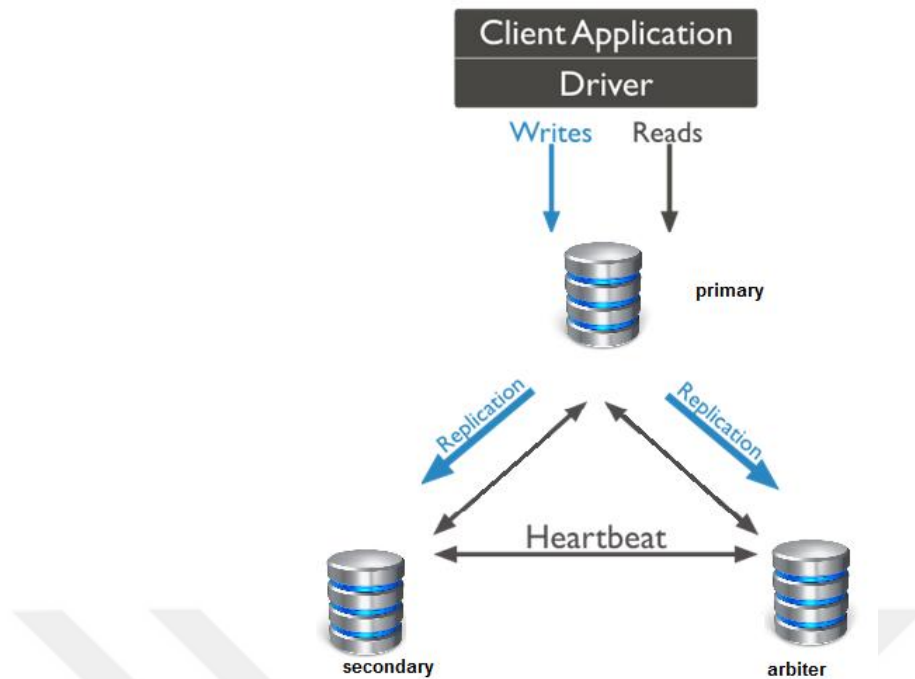 Client Application
Driver
Writes Reads
primary
Replication Replication
Heartbeat
secondary
arbiter